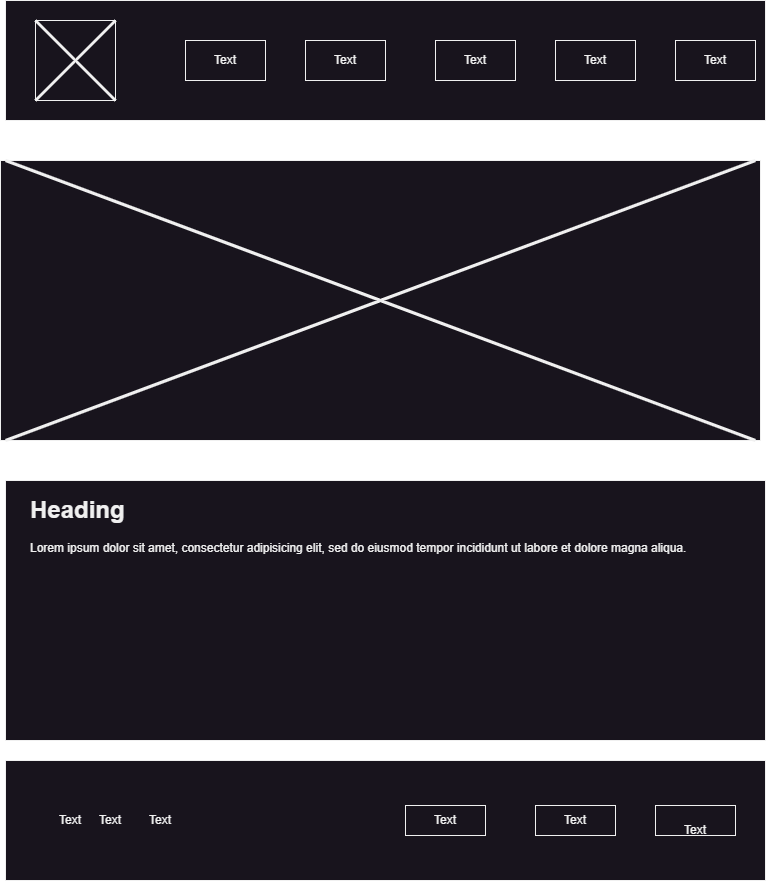 Text Text Text Text Text
Heading
Lorem ipsum dolor sit amet, consectetur adipisicing elit, sed do eiusmod tempor incididunt ut labore et dolore magna aliqua.
Text Text Text Text Text Text